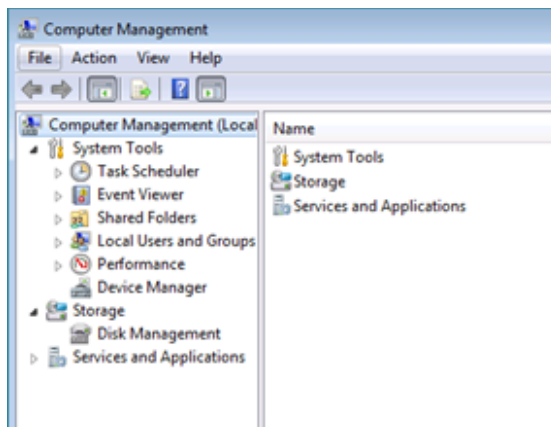 Computer Management
File Action View Help
Computer Management (Local
System Tools
Task Scheduler
Event Viewer
Shared Folders
Local Users and Groups
Performance
Device Manager
Storage
Disk Management
Services and Applications
Name
System Tools
Storage
Services and Applications